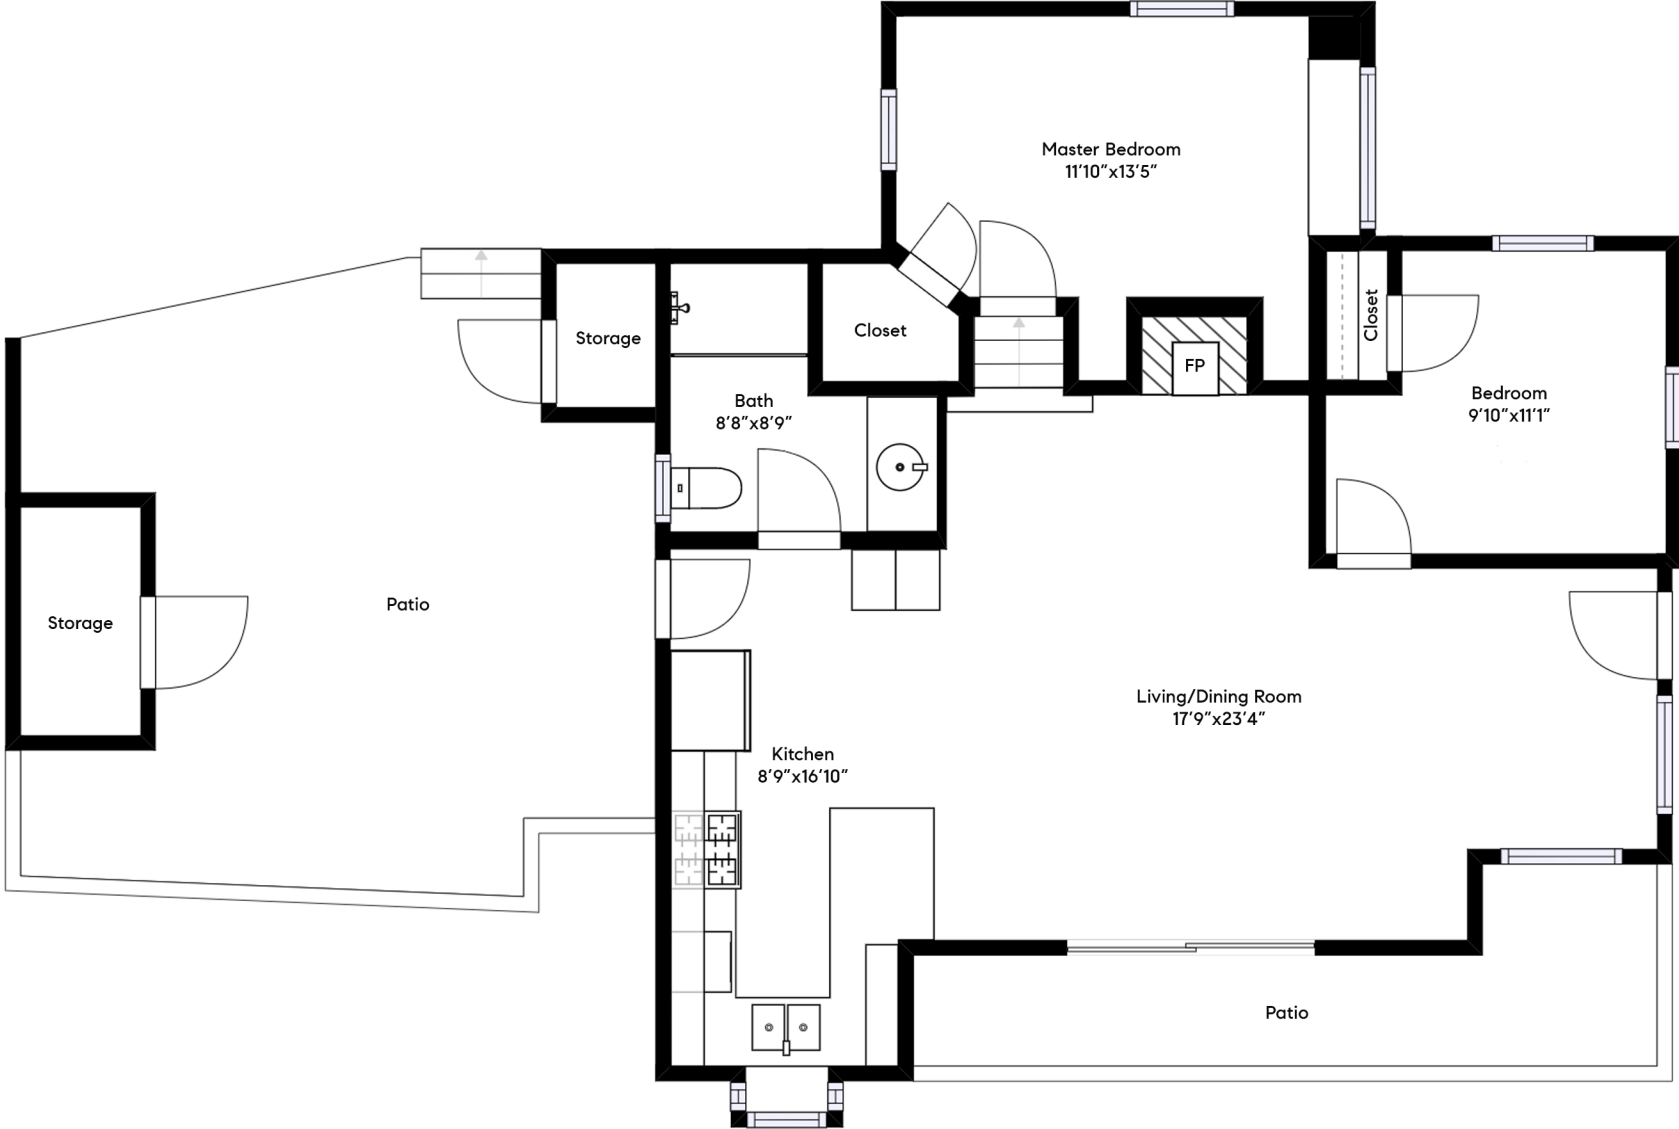 Master Bedroom
11'10"x13'5"
Storage
Closet
Closet
FP
Bath
8'8"x8'9"
Bedroom
9'10"x11'1"
Patio
Storage
Living/Dining Room
17'9"x23'4"
Kitchen
8'9"x16'10"
Patio